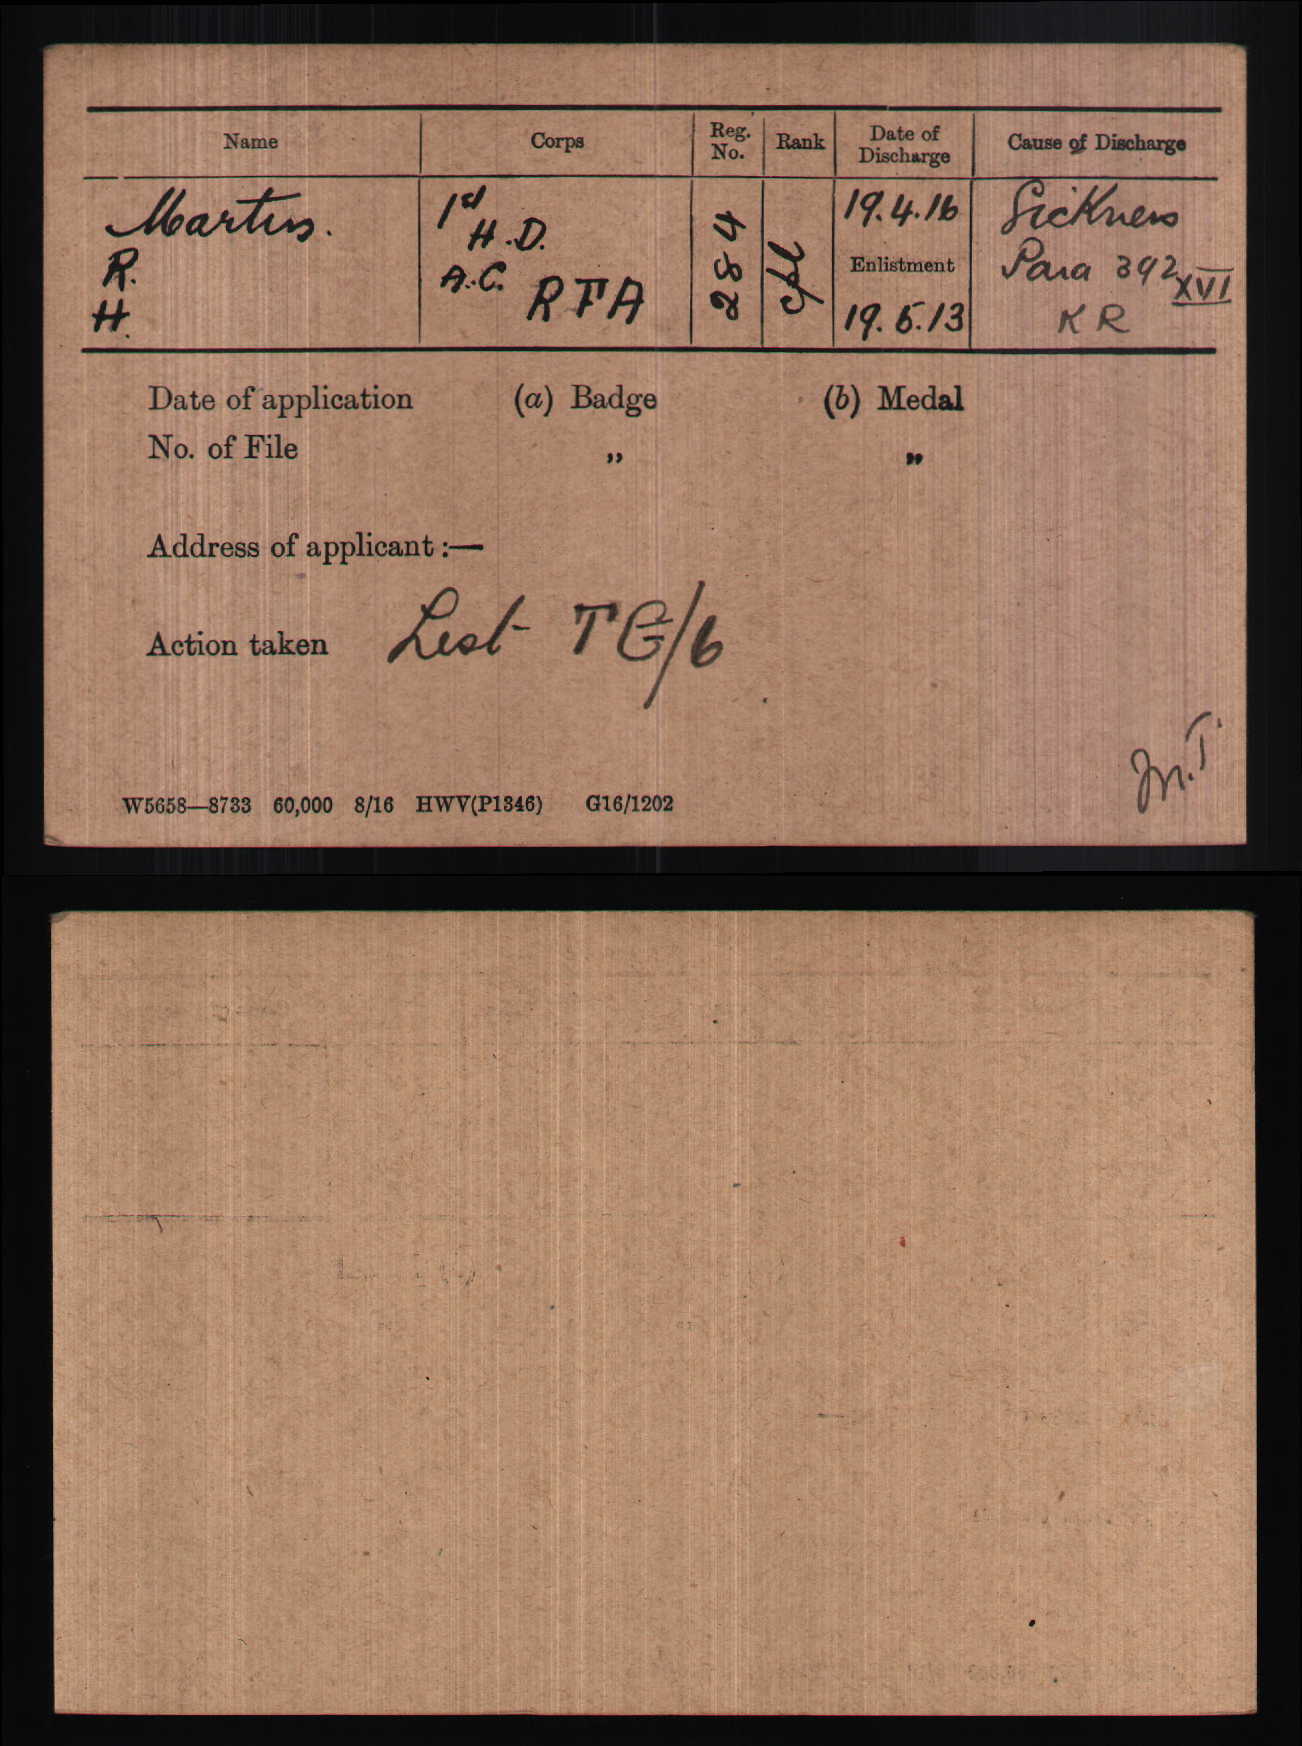 Name Corps Reg. No. Rank Date of Discharge Cause of Discharge
Martin.
R.
H.
1st
H.D.
A.C. RFA
284
Cpl
19.4.16
Enlistment
19.5.13
Sickness
Para 392 XVI
K R
Date of application (a) Badge (b) Medal
No. of File " "
Address of applicant :—
Action taken List TG/6
W5658—8733 60,000 8/16 HWV(P1346) G16/1202